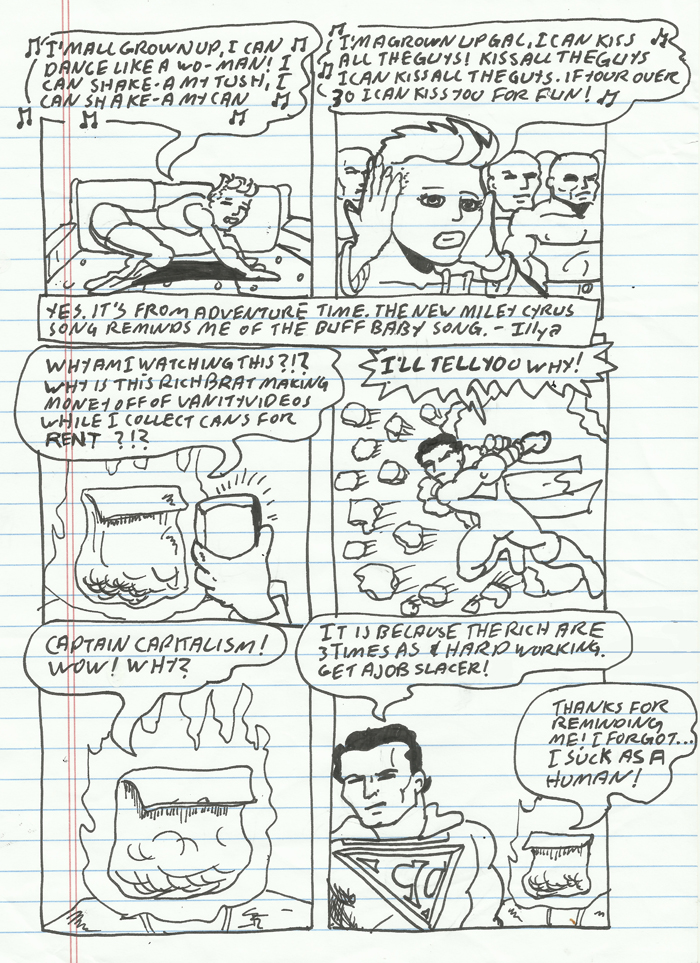 I'M ALL GROWN UP, I CAN
DANCE LIKE A WO-MAN! I
CAN SHAKE-A MY TUSH, I
CAN SHAKE-A MY CAN
I'M A GROWN UP GAL, I CAN KISS
ALL THE GUYS! KISS ALL THE GUYS
I CAN KISS ALL THE GUYS. IF YOUR OVER
30 I CAN KISS YOU FOR FUN!
YES. IT'S FROM ADVENTURE TIME. THE NEW MILEY CYRUS
SONG REMINDS ME OF THE BUFF BABY SONG. - Illya
WHY AM I WATCHING THIS?!?
WHY IS THIS RICH BRAT MAKING
MONEY OFF OF VANITY VIDEOS
WHILE I COLLECT CANS FOR
RENT ?!?
I'LL TELL YOU WHY!
CAPTAIN CAPITALISM!
WOW! WHY?
IT IS BECAUSE THE RICH ARE
3 TIMES AS & HARD WORKING.
GET A JOB SLACER!
THANKS FOR
REMINDING
ME! I FORGOT...
I SUCK AS A
HUMAN!